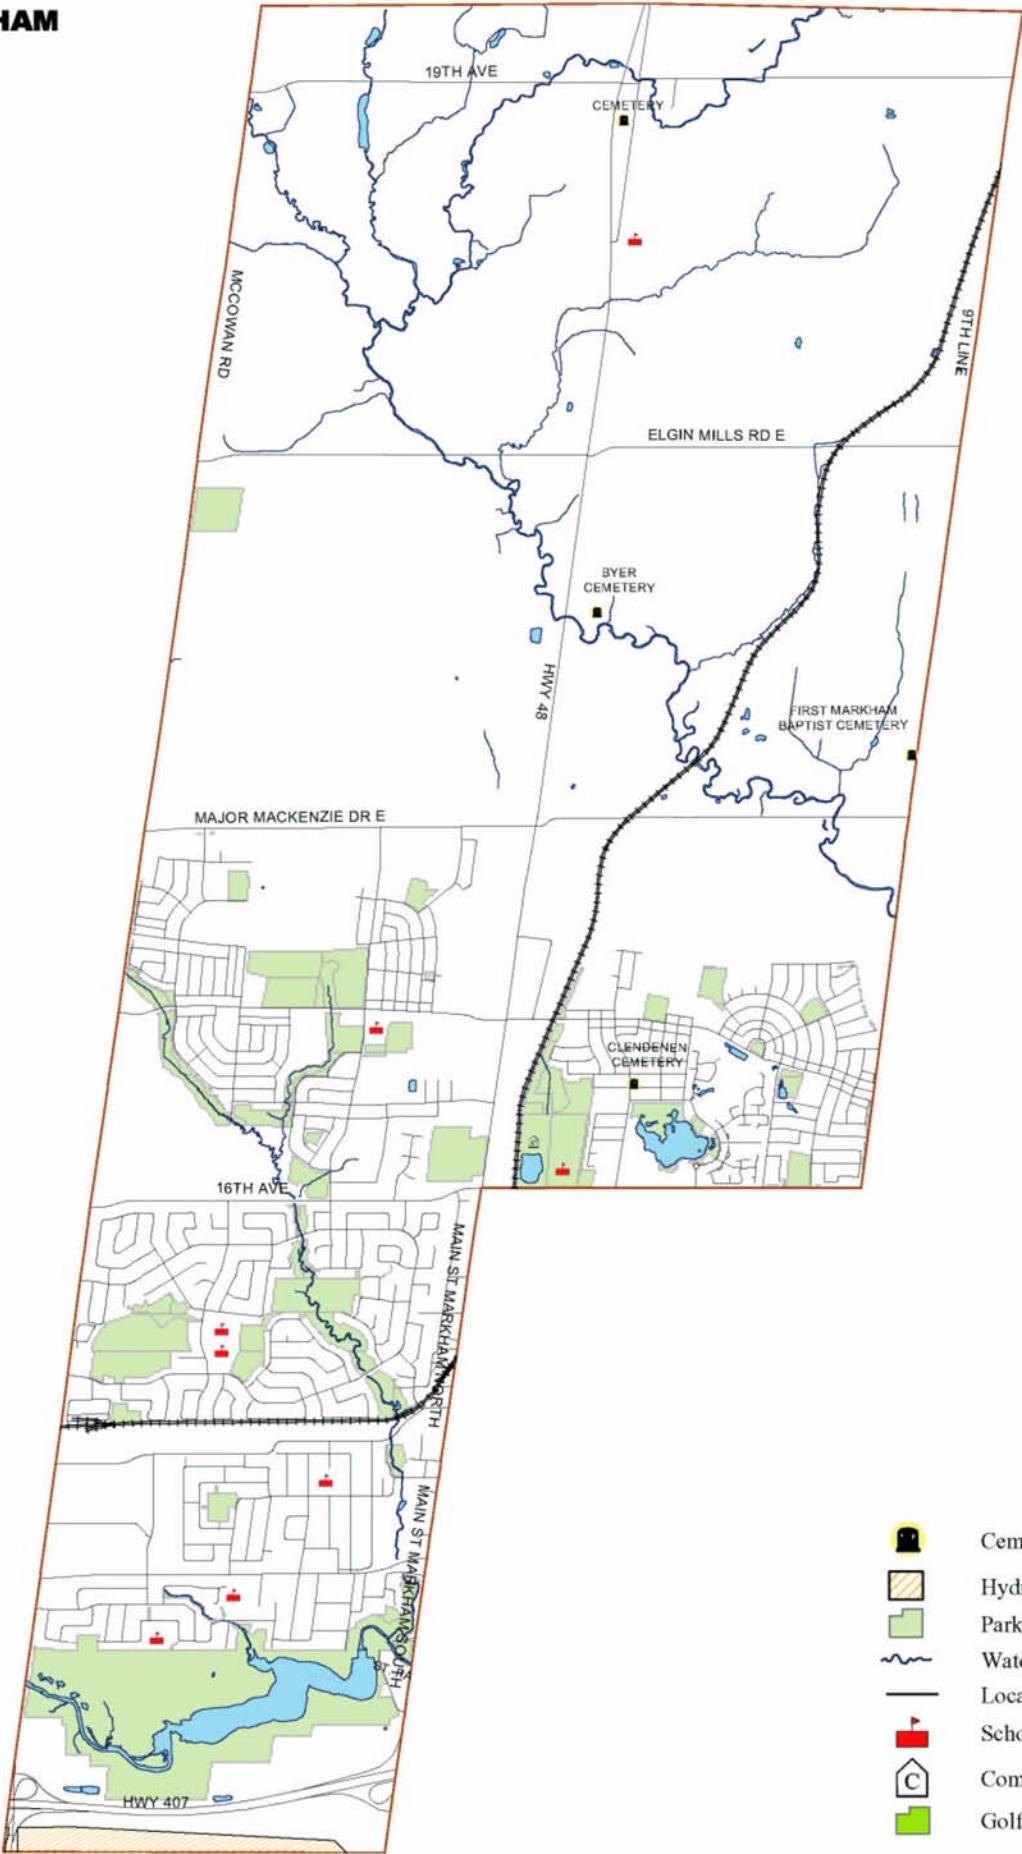 HAM
19TH AVE
CEMETERY
MCCOWAN RD
9TH LINE
ELGIN MILLS RD E
BYER
CEMETERY
HWY 48
FIRST MARKHAM
BAPTIST CEMETERY
MAJOR MACKENZIE DR E
CLENDENEN
CEMETERY
C
16TH AVE
MAIN ST MARKHAM NORTH
MAIN ST MARKHAM SOUTH
HWY 407
Cem
Hyd
Park
Wate
Loca
Scho
C Com
Golf